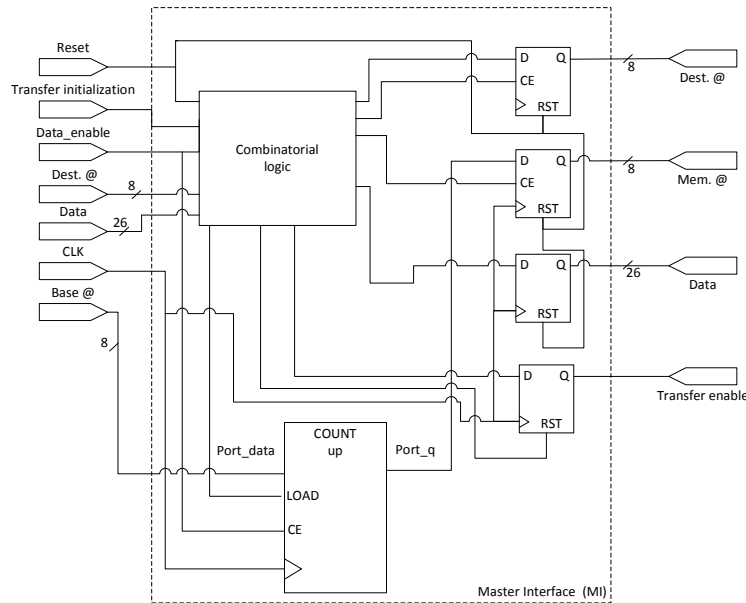 Reset
Transfer initialization
Data_enable
Dest. @
8
Data
26
CLK
Base @
8
Combinatorial
logic
D
Q
CE
RST
8
Dest. @
D
Q
CE
RST
8
Mem. @
D
Q
RST
26
Data
D
Q
RST
Transfer enable
COUNT
up
Port_data
Port_q
LOAD
CE
Master Interface (MI)